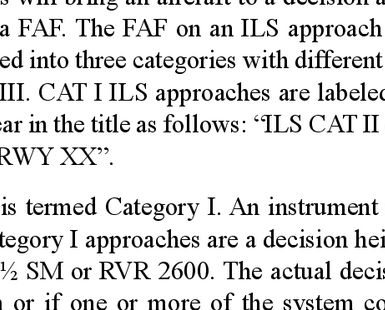 s will bring an aircraft to a decision a
a FAF. The FAF on an ILS approach
ed into three categories with different
III. CAT I ILS approaches are labeled
ear in the title as follows: “ILS CAT II
RWY XX”.
is termed Category I. An instrument
tegory I approaches are a decision hei
½ SM or RVR 2600. The actual decis
n or if one or more of the system co